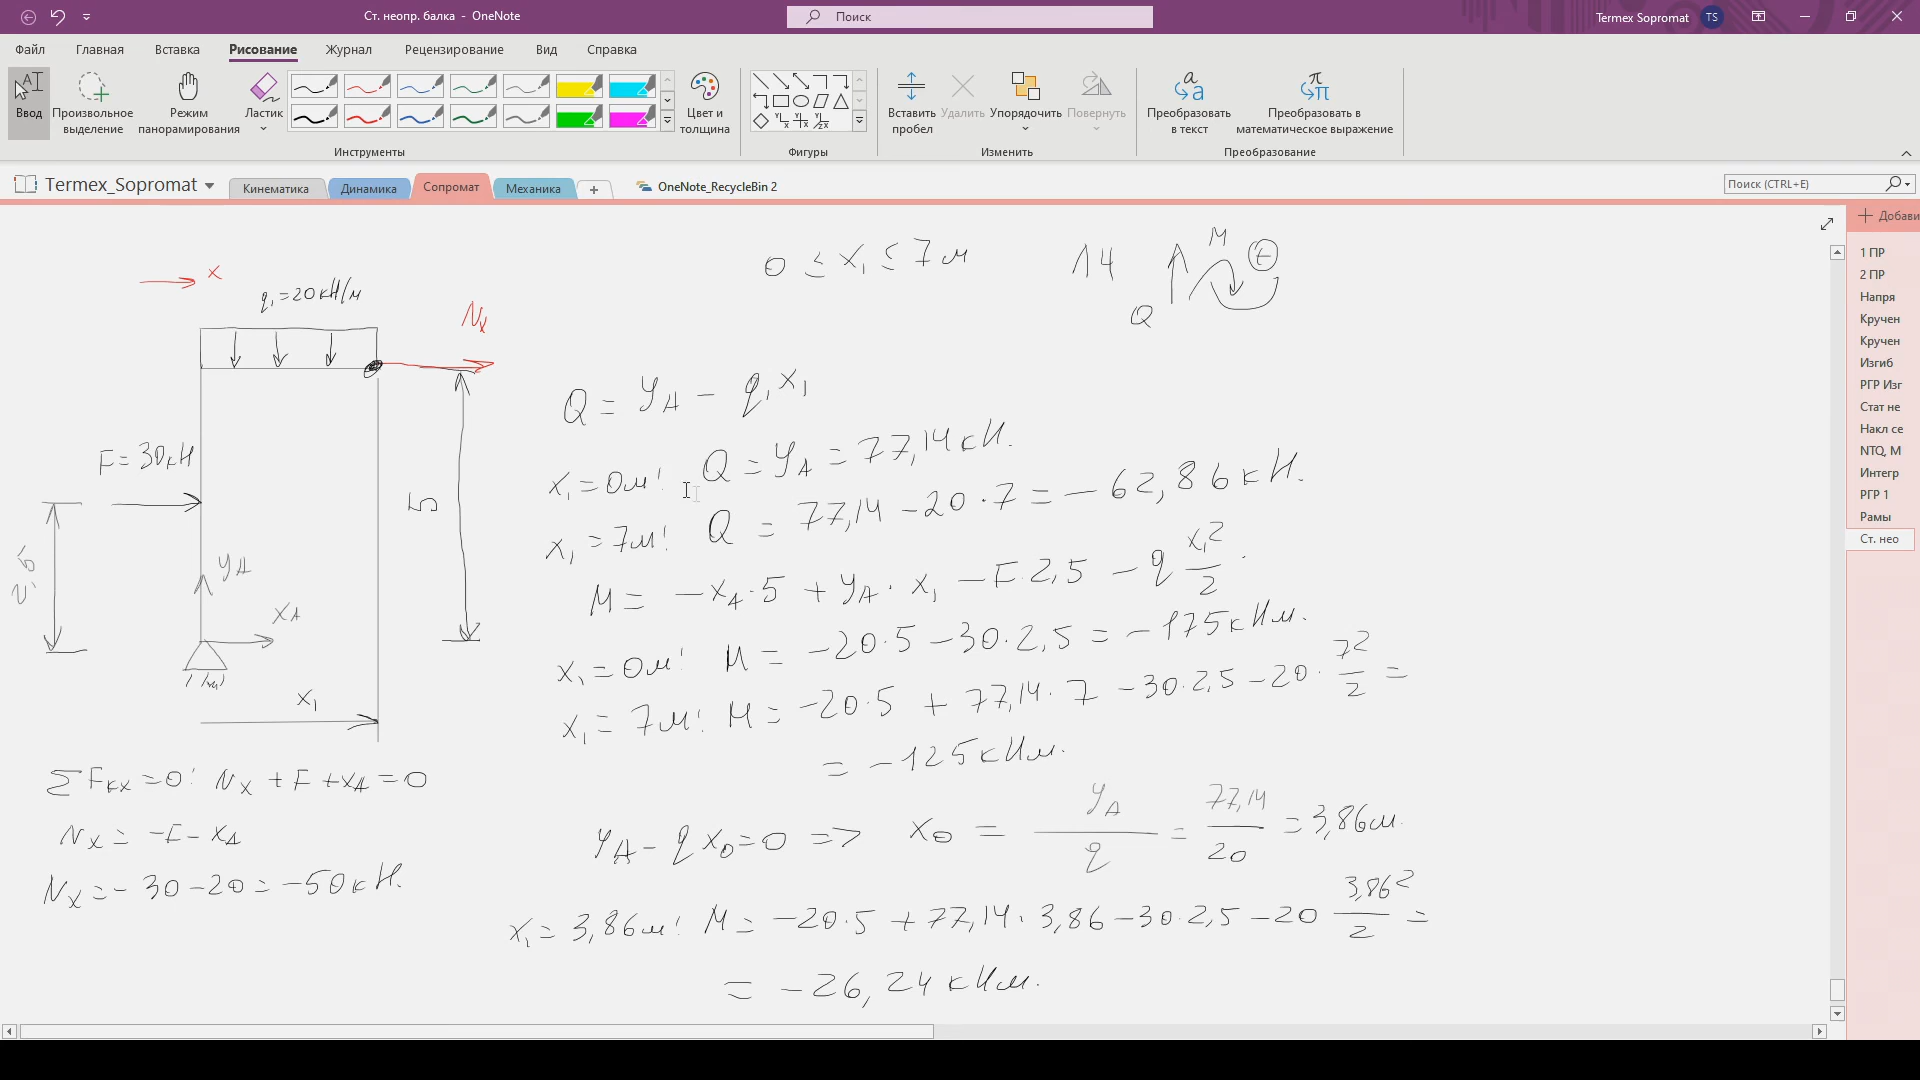 Ст. неопр. балка - OneNote
Поиск
Termex Sopromat TS
Файл Главная Вставка Рисование Журнал Рецензирование Вид Справка
Ввод
Произвольное выделение
Режим панорамирования
Ластик
Цвет и толщина
Вставить пробел
Удалить
Упорядочить
Повернуть
Преобразовать в текст
Преобразовать в математическое выражение
Инструменты Фигуры Изменить Преобразование
Termex_Sopromat Кинематика Динамика Сопромат Механика + OneNote_RecycleBin 2
Поиск (CTRL+E)
Добави
1 ПР
2 ПР
Напря
Кручен
Кручен
Изгиб
РГР Изг
Стат не
Накл се
NTQ, M
Интегр
РГР 1
Рамы
Ст. нео
x
q₁=20кН/м
Nx
F=30кН
5
2,5
yA
xA
x₁
ΣFкx=0: Nx+F+xA=0
Nx=-F-xA
Nx=-30-20=-50кН.
0≤x₁≤7м
14
M
+
Q
Q=yA-q₁x₁
x₁=0м: Q=yA=77,14кН.
x₁=7м: Q=77,14-20·7=-62,86кН.
M=-xA·5+yA·x₁-F·2,5-q x₁²/2.
x₁=0м: M=-20·5-30·2,5=-175кНм.
x₁=7м: M=-20·5+77,14·7-30·2,5-20·7²/2=
=-125кНм.
yA-qx₀=0=>x₀=yA/q=77,14/20=3,86м.
x₁=3,86м: M=-20·5+77,14·3,86-30·2,5-20 3,86²/2=
=-26,24кНм.